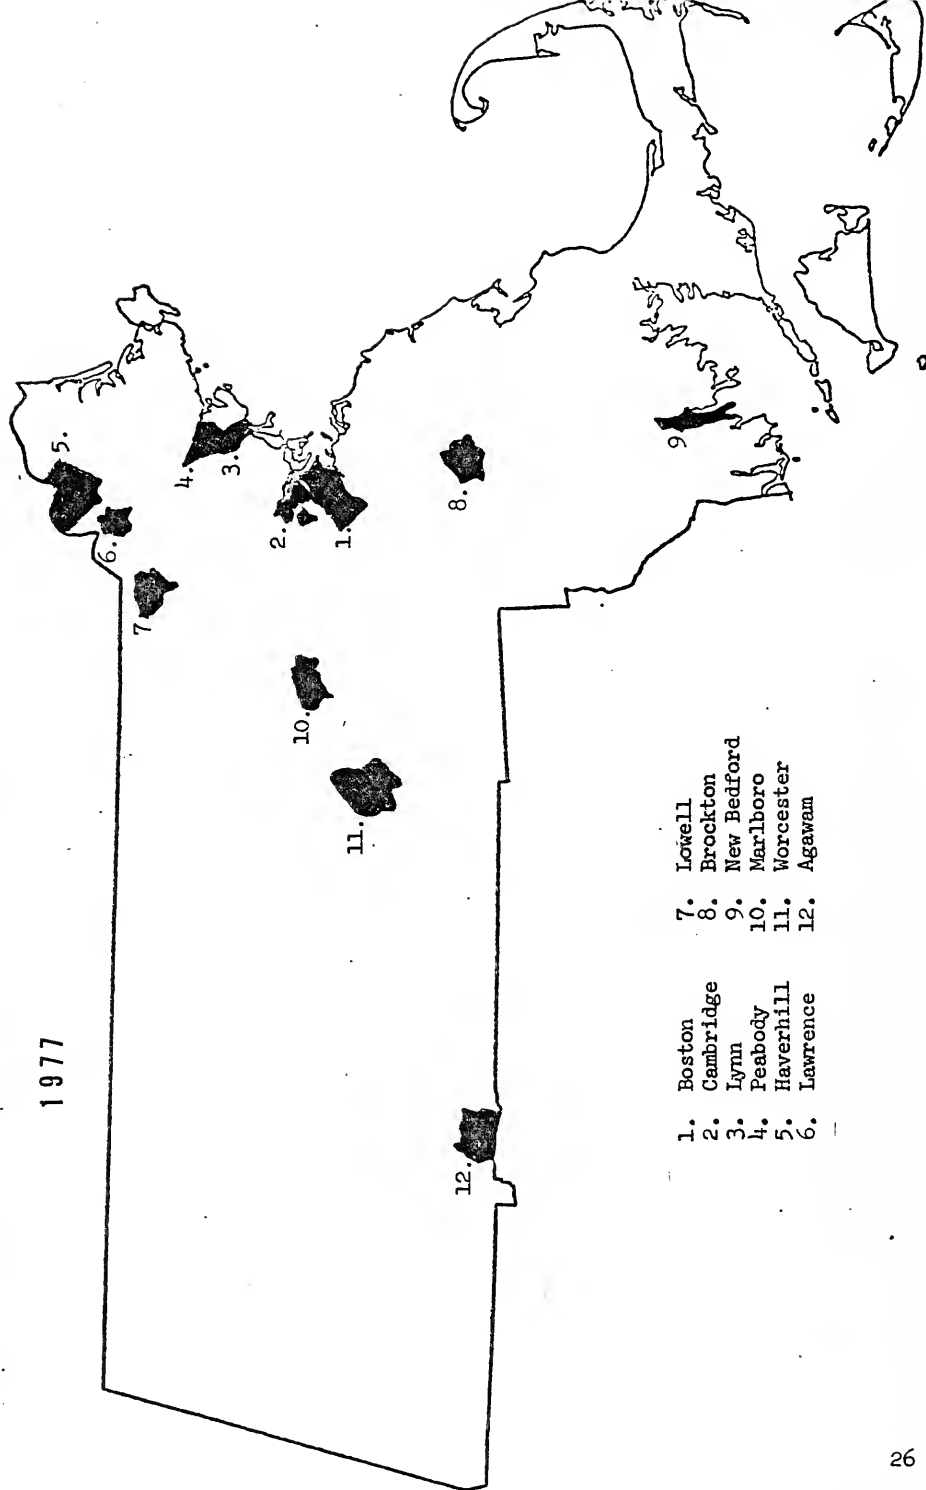 1977
5.
4.
6.
3.
7.
2.
1.
8.
10.
9
11.
12.
1. Boston
2. Cambridge
3. Lynn
4. Peabody
5. Haverhill
6. Lawrence
7. Lowell
8. Brockton
9. New Bedford
10. Marlboro
11. Worcester
12. Agawam
26